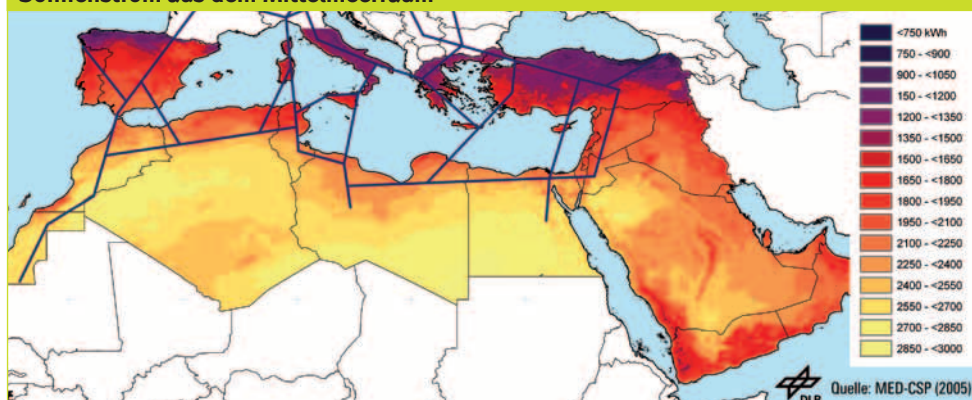 Sonnenstrom aus dem Mittelmeerraum
<750 kWh
750 - <900
900 - <1050
150 - <1200
1200 - <1350
1350 - <1500
1500 - <1650
1650 - <1800
1800 - <1950
1950 - <2100
2100 - <2250
2250 - <2400
2400 - <2550
2550 - <2700
2700 - <2850
2850 - <3000
DLR
Quelle: MED-CSP (2005)